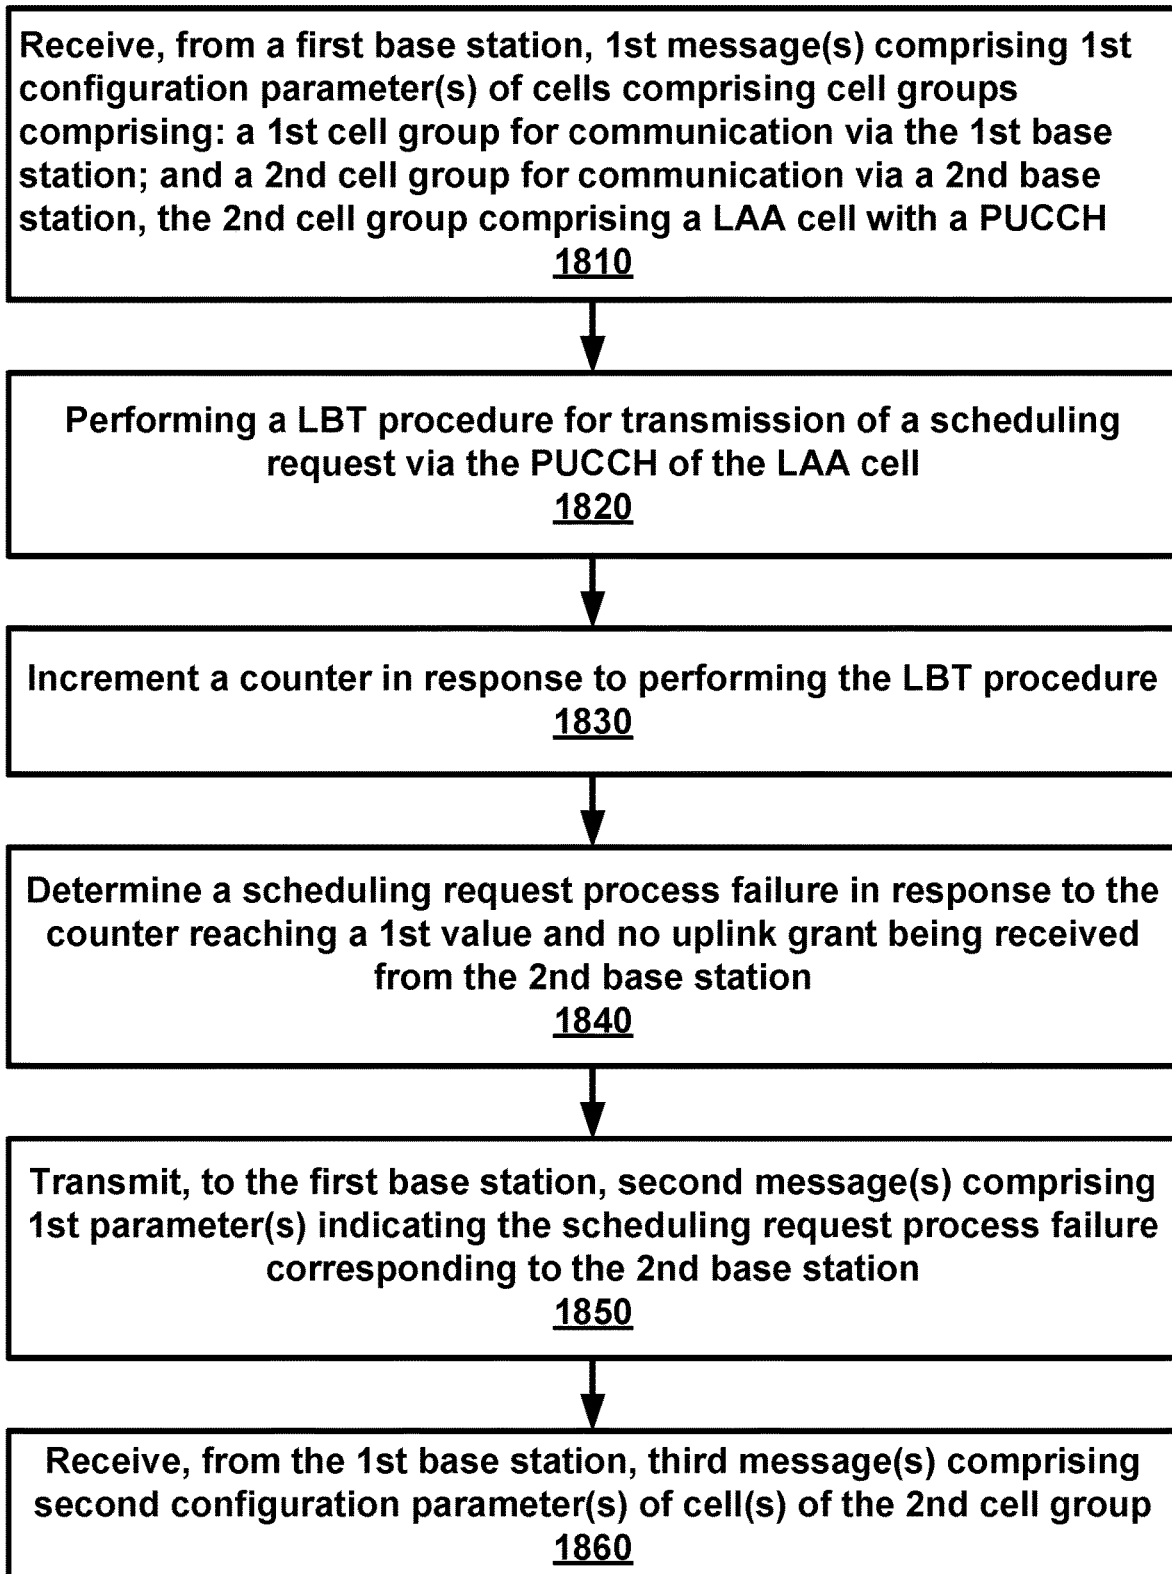 Receive, from a first base station, 1st message(s) comprising 1st
configuration parameter(s) of cells comprising cell groups
comprising: a 1st cell group for communication via the 1st base
station; and a 2nd cell group for communication via a 2nd base
station, the 2nd cell group comprising a LAA cell with a PUCCH
1810
Performing a LBT procedure for transmission of a scheduling
request via the PUCCH of the LAA cell
1820
Increment a counter in response to performing the LBT procedure
1830
Determine a scheduling request process failure in response to the
counter reaching a 1st value and no uplink grant being received
from the 2nd base station
1840
Transmit, to the first base station, second message(s) comprising
1st parameter(s) indicating the scheduling request process failure
corresponding to the 2nd base station
1850
Receive, from the 1st base station, third message(s) comprising
second configuration parameter(s) of cell(s) of the 2nd cell group
1860